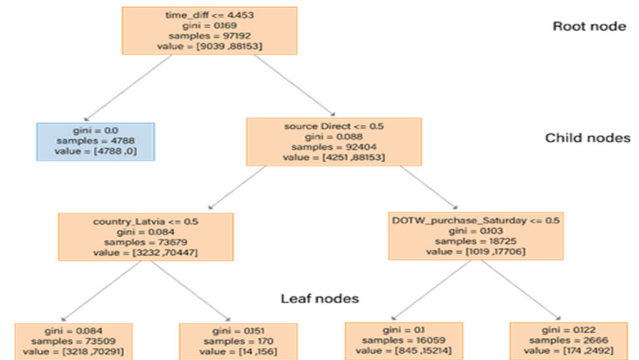 time_diff <= 4.453
gini = 0.169
samples = 97192
value = [9039 ,88153]
Root node
gini = 0.0
samples = 4788
value = [4788 ,0]
source Direct <= 0.5
gini = 0.088
samples = 92404
value = [4251 ,88153]
Child nodes
country_Latvia <= 0.5
gini = 0.084
samples = 73679
value = [3232 ,70447]
DOTW_purchase_Saturday <= 0.5
gini = 0.103
samples = 18725
value = [1019 ,17706]
Leaf nodes
gini = 0.084
samples = 73509
value = [3218 ,70291]
gini = 0.151
samples = 170
value = [14 ,156]
gini = 0.1
samples = 16059
value = [845 ,15214]
gini = 0.122
samples = 2666
value = [174 ,2492]